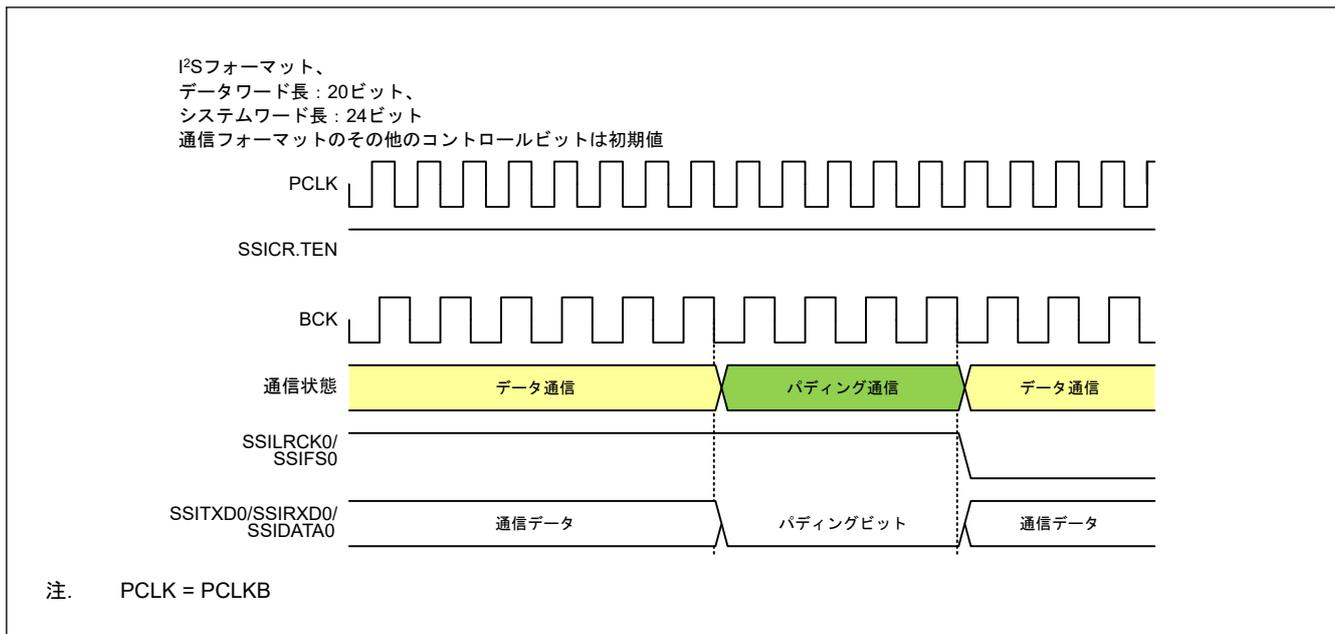 I²Sフォーマット、
データワード長：20ビット、
システムワード長：24ビット
通信フォーマットのその他のコントロールビットは初期値
PCLK
SSICR.TEN
BCK
通信状態
データ通信
パディング通信
データ通信
SSILRCK0/
SSIFS0
SSITXD0/SSIRXD0/
SSIDATA0
通信データ
パディングビット
通信データ
注. PCLK = PCLKB